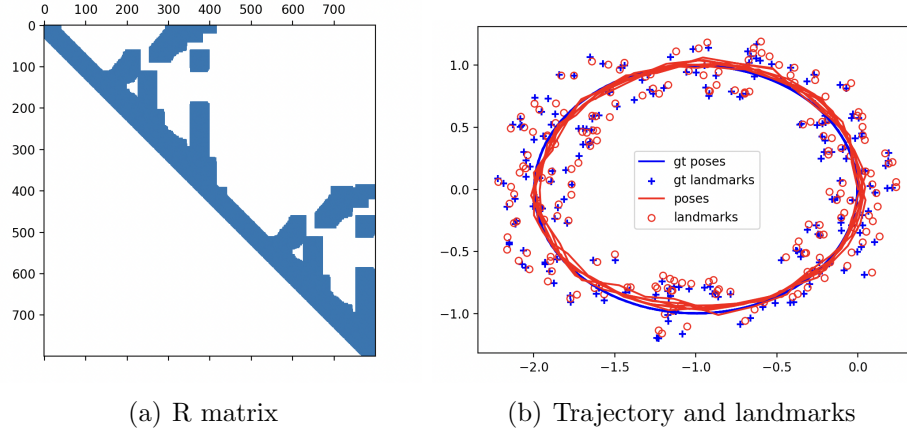 0 100 200 300 400 500 600 700
0
100
200
300
400
500
600
700
1.0
0.5
0.0
−0.5
−1.0
−2.0 −1.5 −1.0 −0.5 0.0
gt poses
gt landmarks
poses
landmarks
(a) R matrix
(b) Trajectory and landmarks